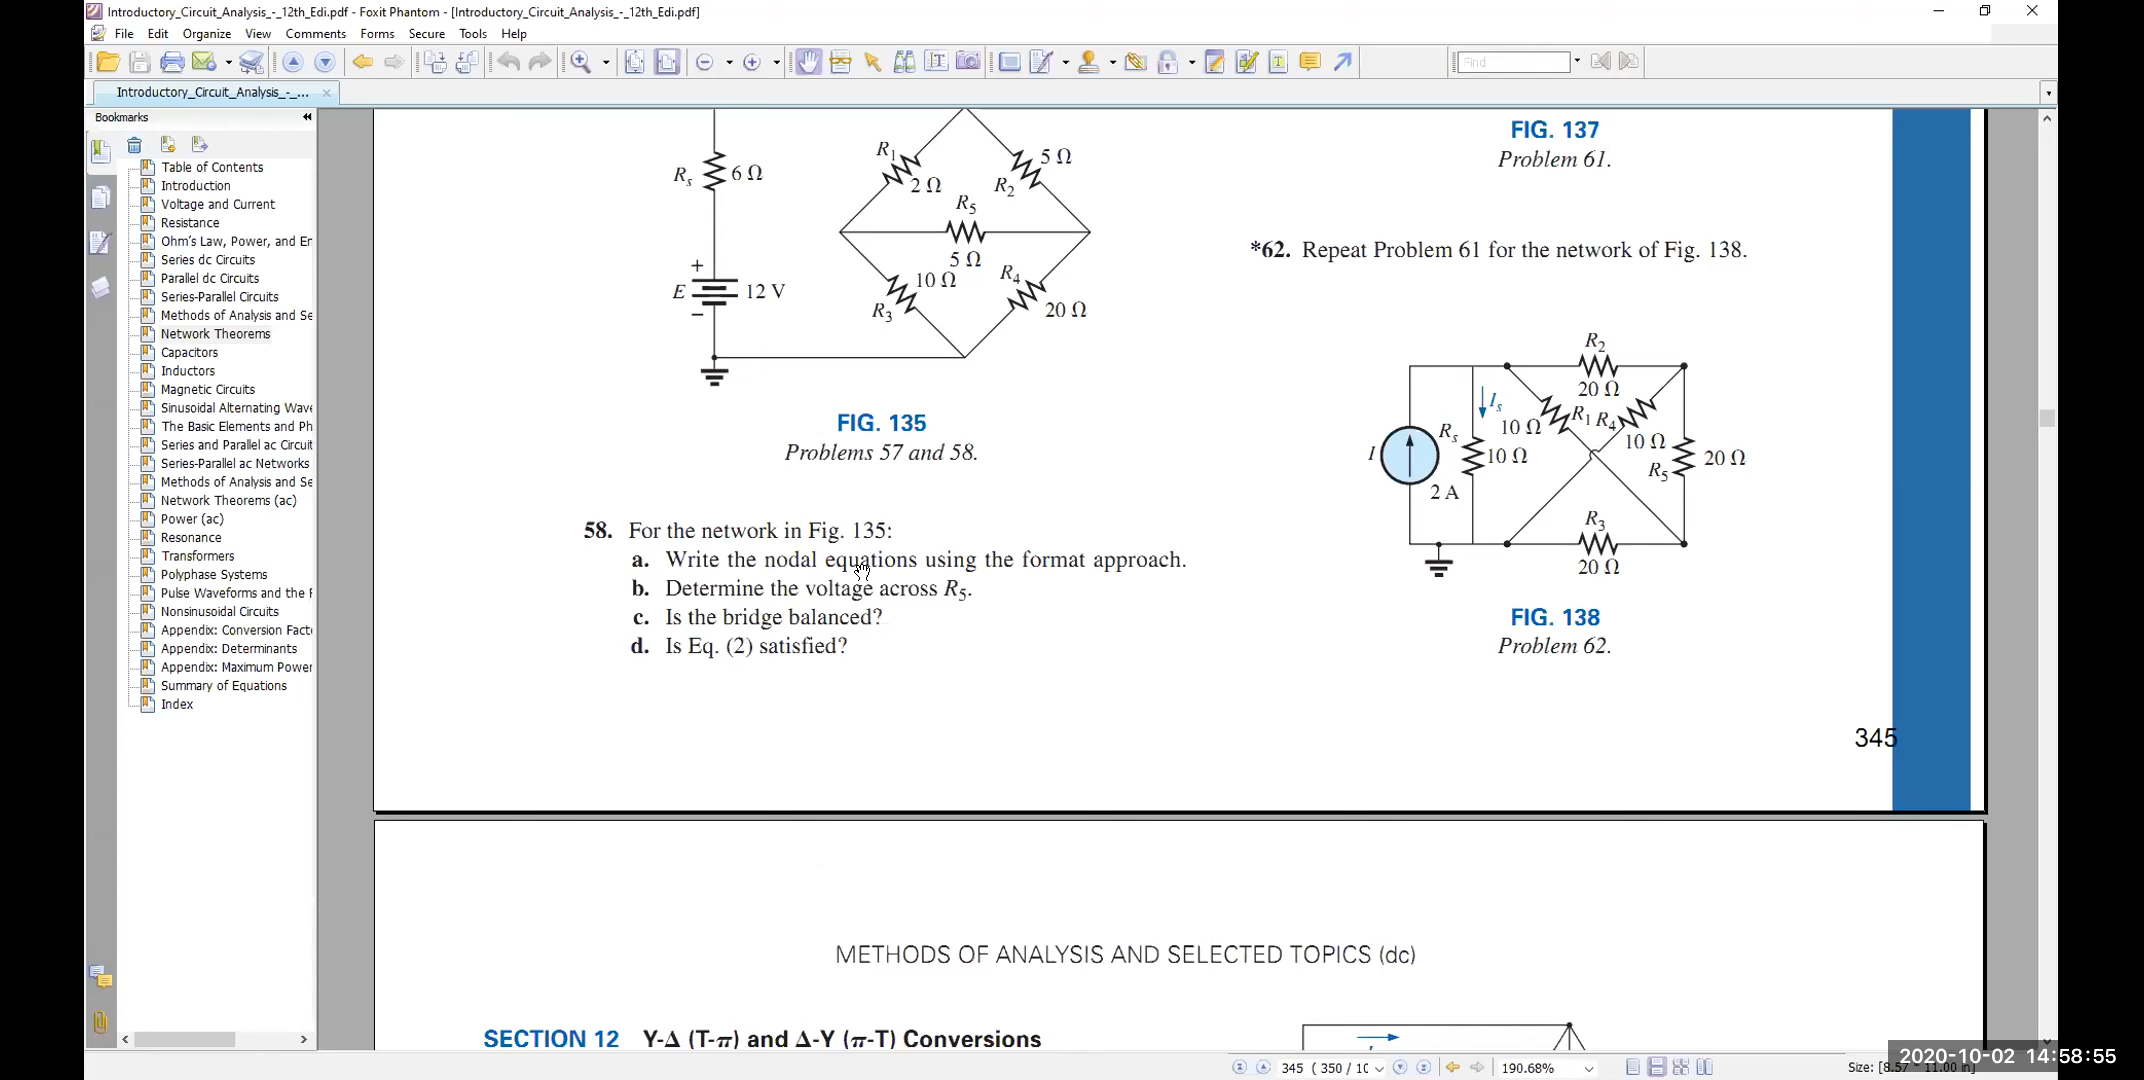 Introductory_Circuit_Analysis_-_12th_Edi.pdf - Foxit Phantom - [Introductory_Circuit_Analysis_-_12th_Edi.pdf]
File Edit Organize View Comments Forms Secure Tools Help
Find
Introductory_Circuit_Analysis_-_...
Bookmarks
Table of Contents
Introduction
Voltage and Current
Resistance
Ohm's Law, Power, and Er
Series dc Circuits
Parallel dc Circuits
Series-Parallel Circuits
Methods of Analysis and Se
Network Theorems
Capacitors
Inductors
Magnetic Circuits
Sinusoidal Alternating Wave
The Basic Elements and Ph
Series and Parallel ac Circuit
Series-Parallel ac Networks
Methods of Analysis and Se
Network Theorems (ac)
Power (ac)
Resonance
Transformers
Polyphase Systems
Pulse Waveforms and the F
Nonsinusoidal Circuits
Appendix: Conversion Facto
Appendix: Determinants
Appendix: Maximum Power
Summary of Equations
Index
Rs 6 Ω
E + − 12 V
R1 2 Ω
5 Ω R2
R5
5 Ω
10 Ω R3
R4 20 Ω
FIG. 135
Problems 57 and 58.
58. For the network in Fig. 135:
a. Write the nodal equations using the format approach.
b. Determine the voltage across R5.
c. Is the bridge balanced?
d. Is Eq. (2) satisfied?
FIG. 137
Problem 61.
*62. Repeat Problem 61 for the network of Fig. 138.
R2
20 Ω
Is
10 Ω R1 R4
10 Ω
I Rs 10 Ω
2 A
R5 20 Ω
R3
20 Ω
FIG. 138
Problem 62.
345
METHODS OF ANALYSIS AND SELECTED TOPICS (dc)
SECTION 12 Y-Δ (T-π) and Δ-Y (π-T) Conversions
345 ( 350 / 10
190.68%
Size: [8.57 * 11.00 in]
2020-10-02 14:58:55